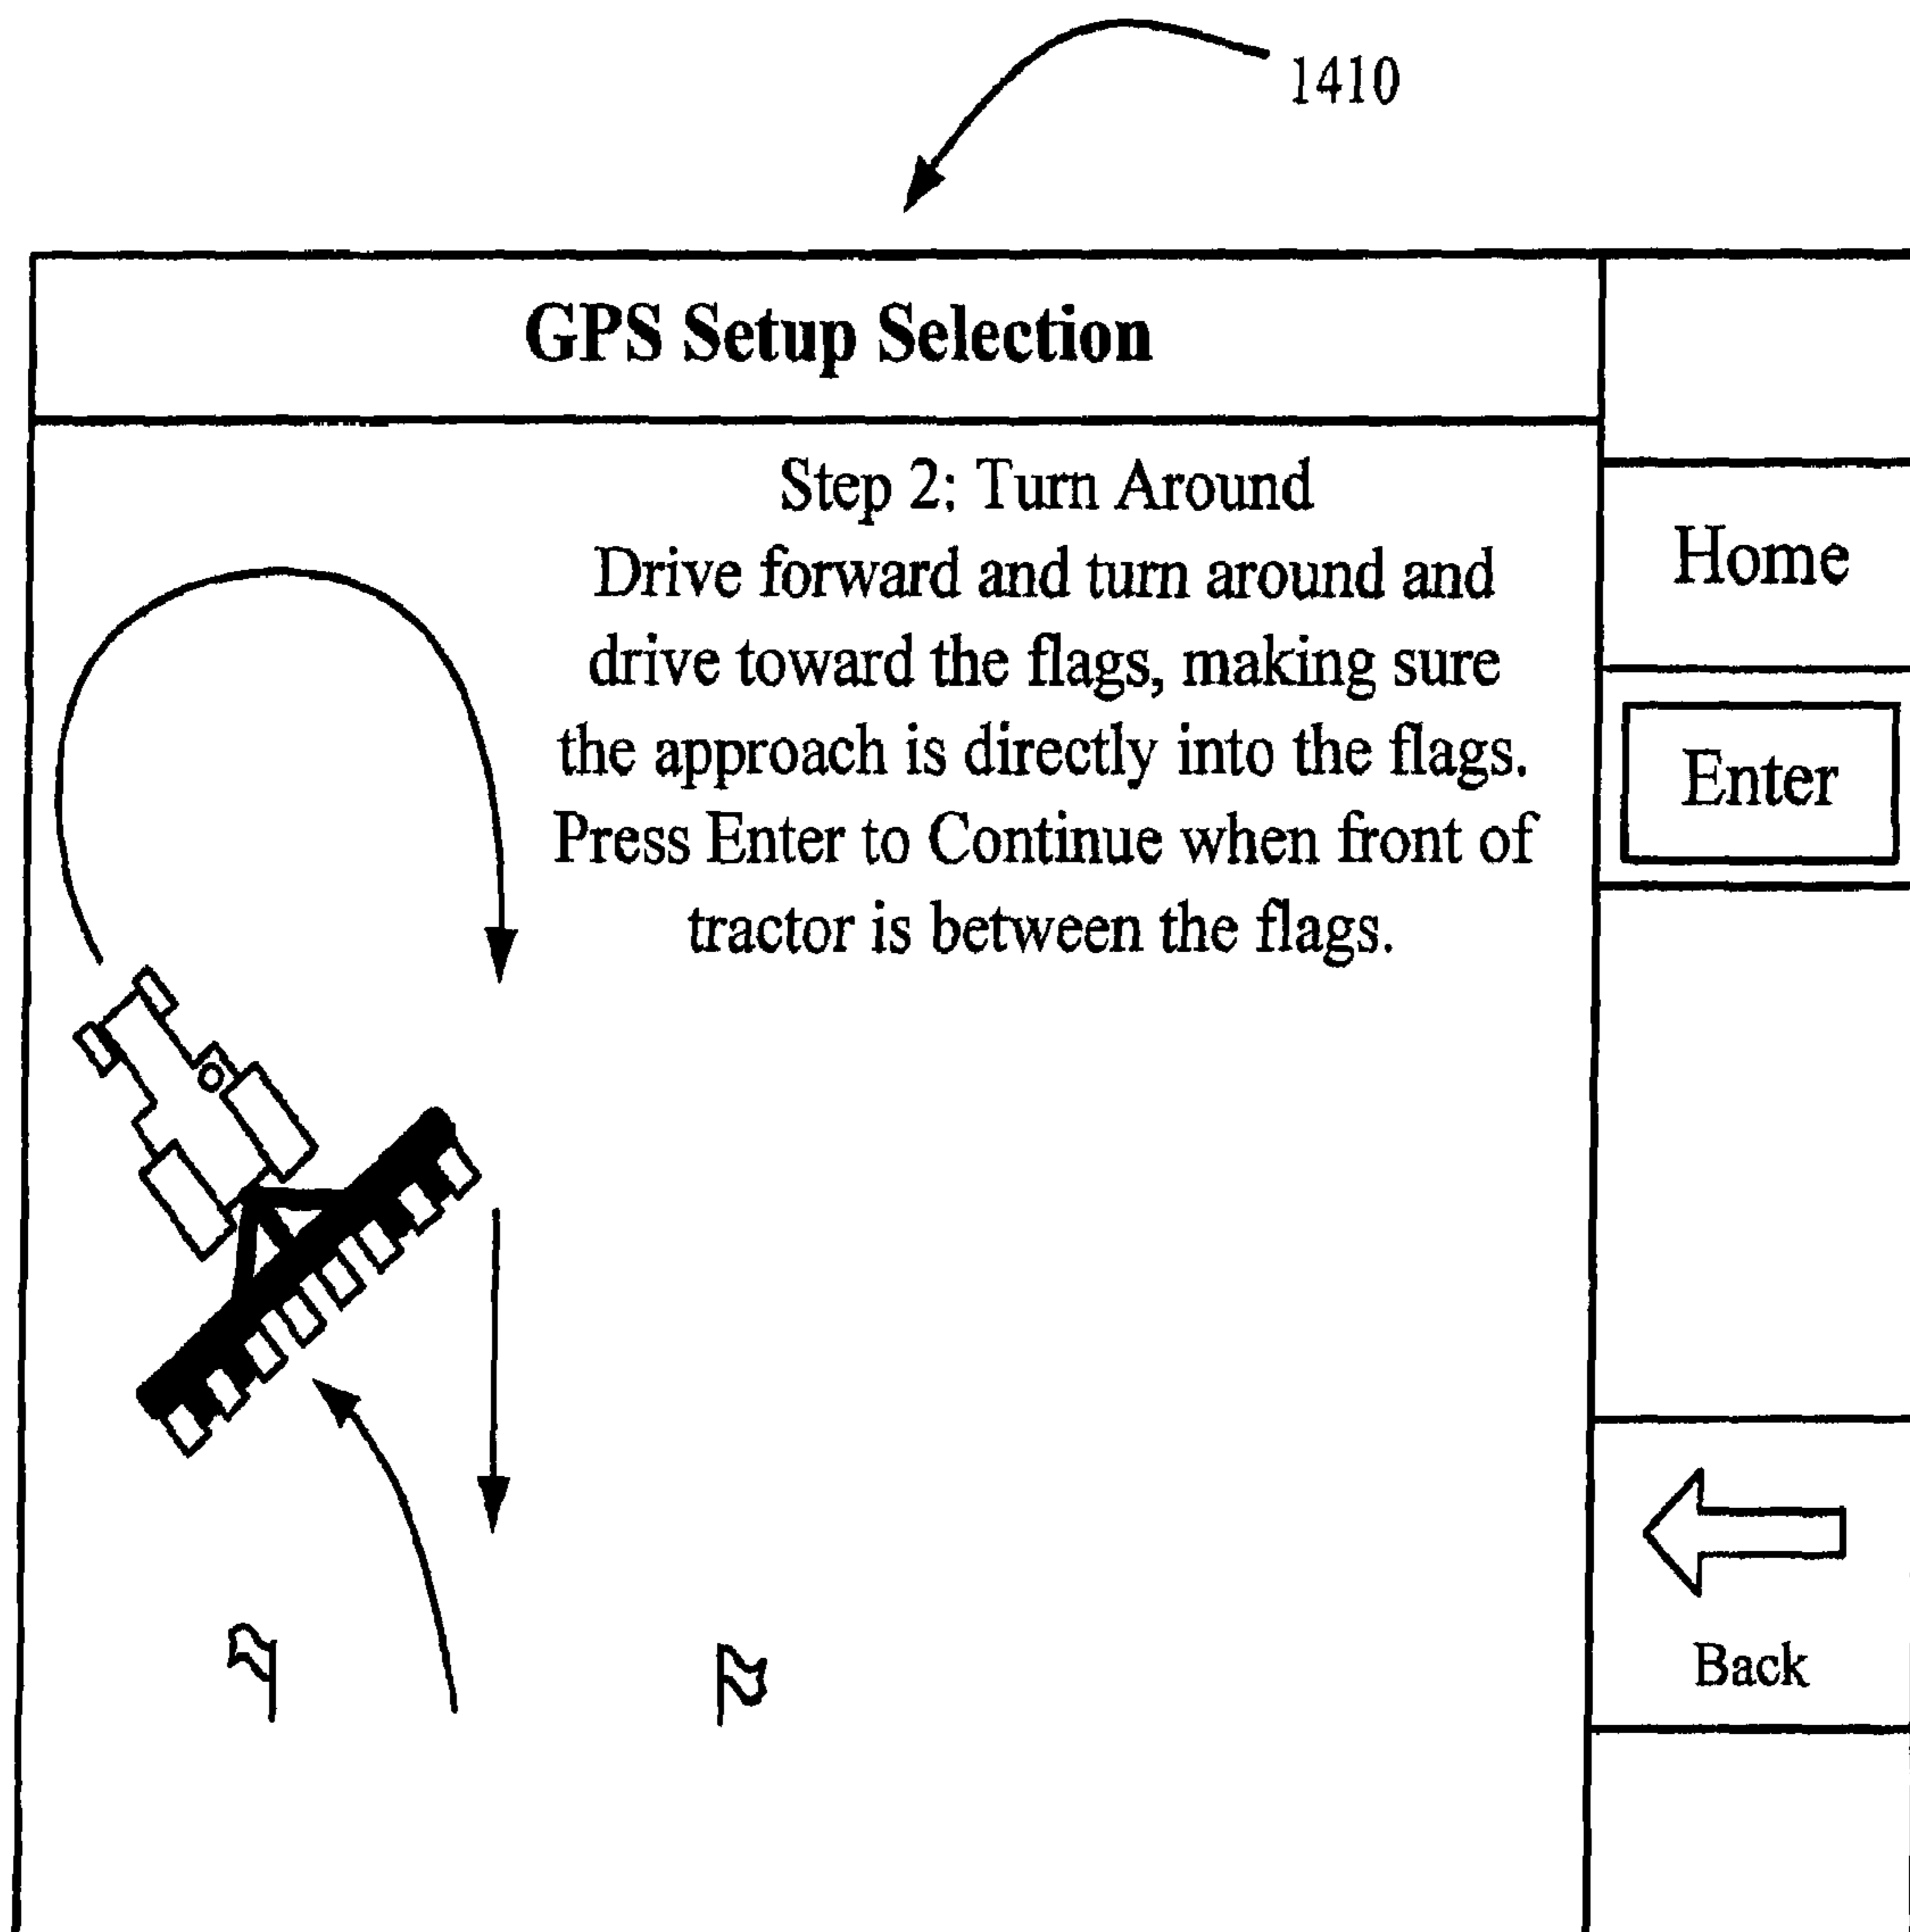 1410
GPS Setup Selection
Step 2: Turn Around
Drive forward and turn around and
drive toward the flags, making sure
the approach is directly into the flags.
Press Enter to Continue when front of
tractor is between the flags.
Home
Enter
Back